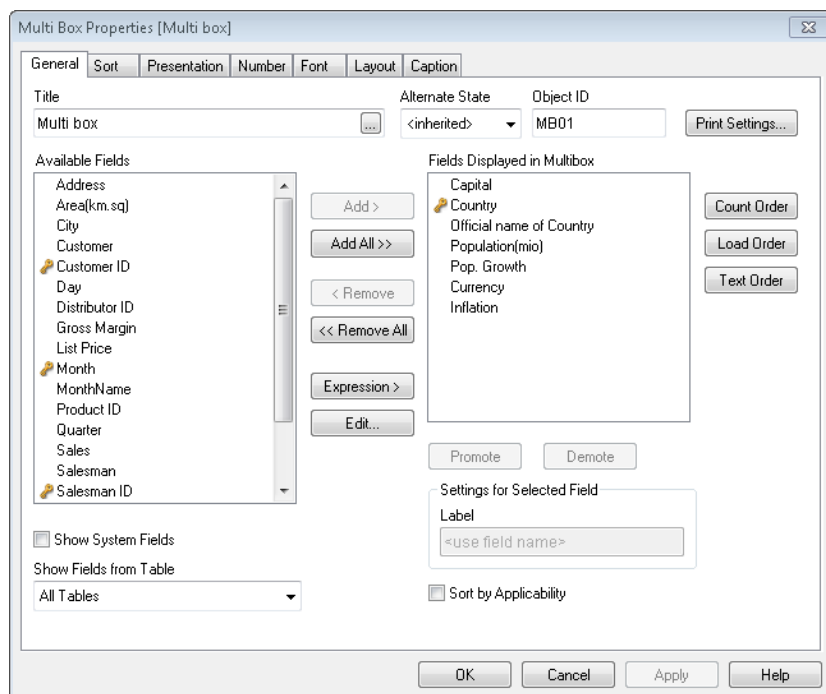 Multi Box Properties [Multi box]
General Sort Presentation Number Font Layout Caption
Title
Alternate State
Object ID
Multi box
...
<inherited>
MB01
Print Settings...
Available Fields
Address
Area(km.sq)
City
Customer
Customer ID
Day
Distributor ID
Gross Margin
List Price
Month
MonthName
Product ID
Quarter
Sales
Salesman
Salesman ID
Add >
Add All >>
< Remove
<< Remove All
Expression >
Edit...
Fields Displayed in Multibox
Capital
Country
Official name of Country
Population(mio)
Pop. Growth
Currency
Inflation
Count Order
Load Order
Text Order
Promote
Demote
Settings for Selected Field
Label
<use field name>
Show System Fields
Show Fields from Table
All Tables
Sort by Applicability
OK
Cancel
Apply
Help